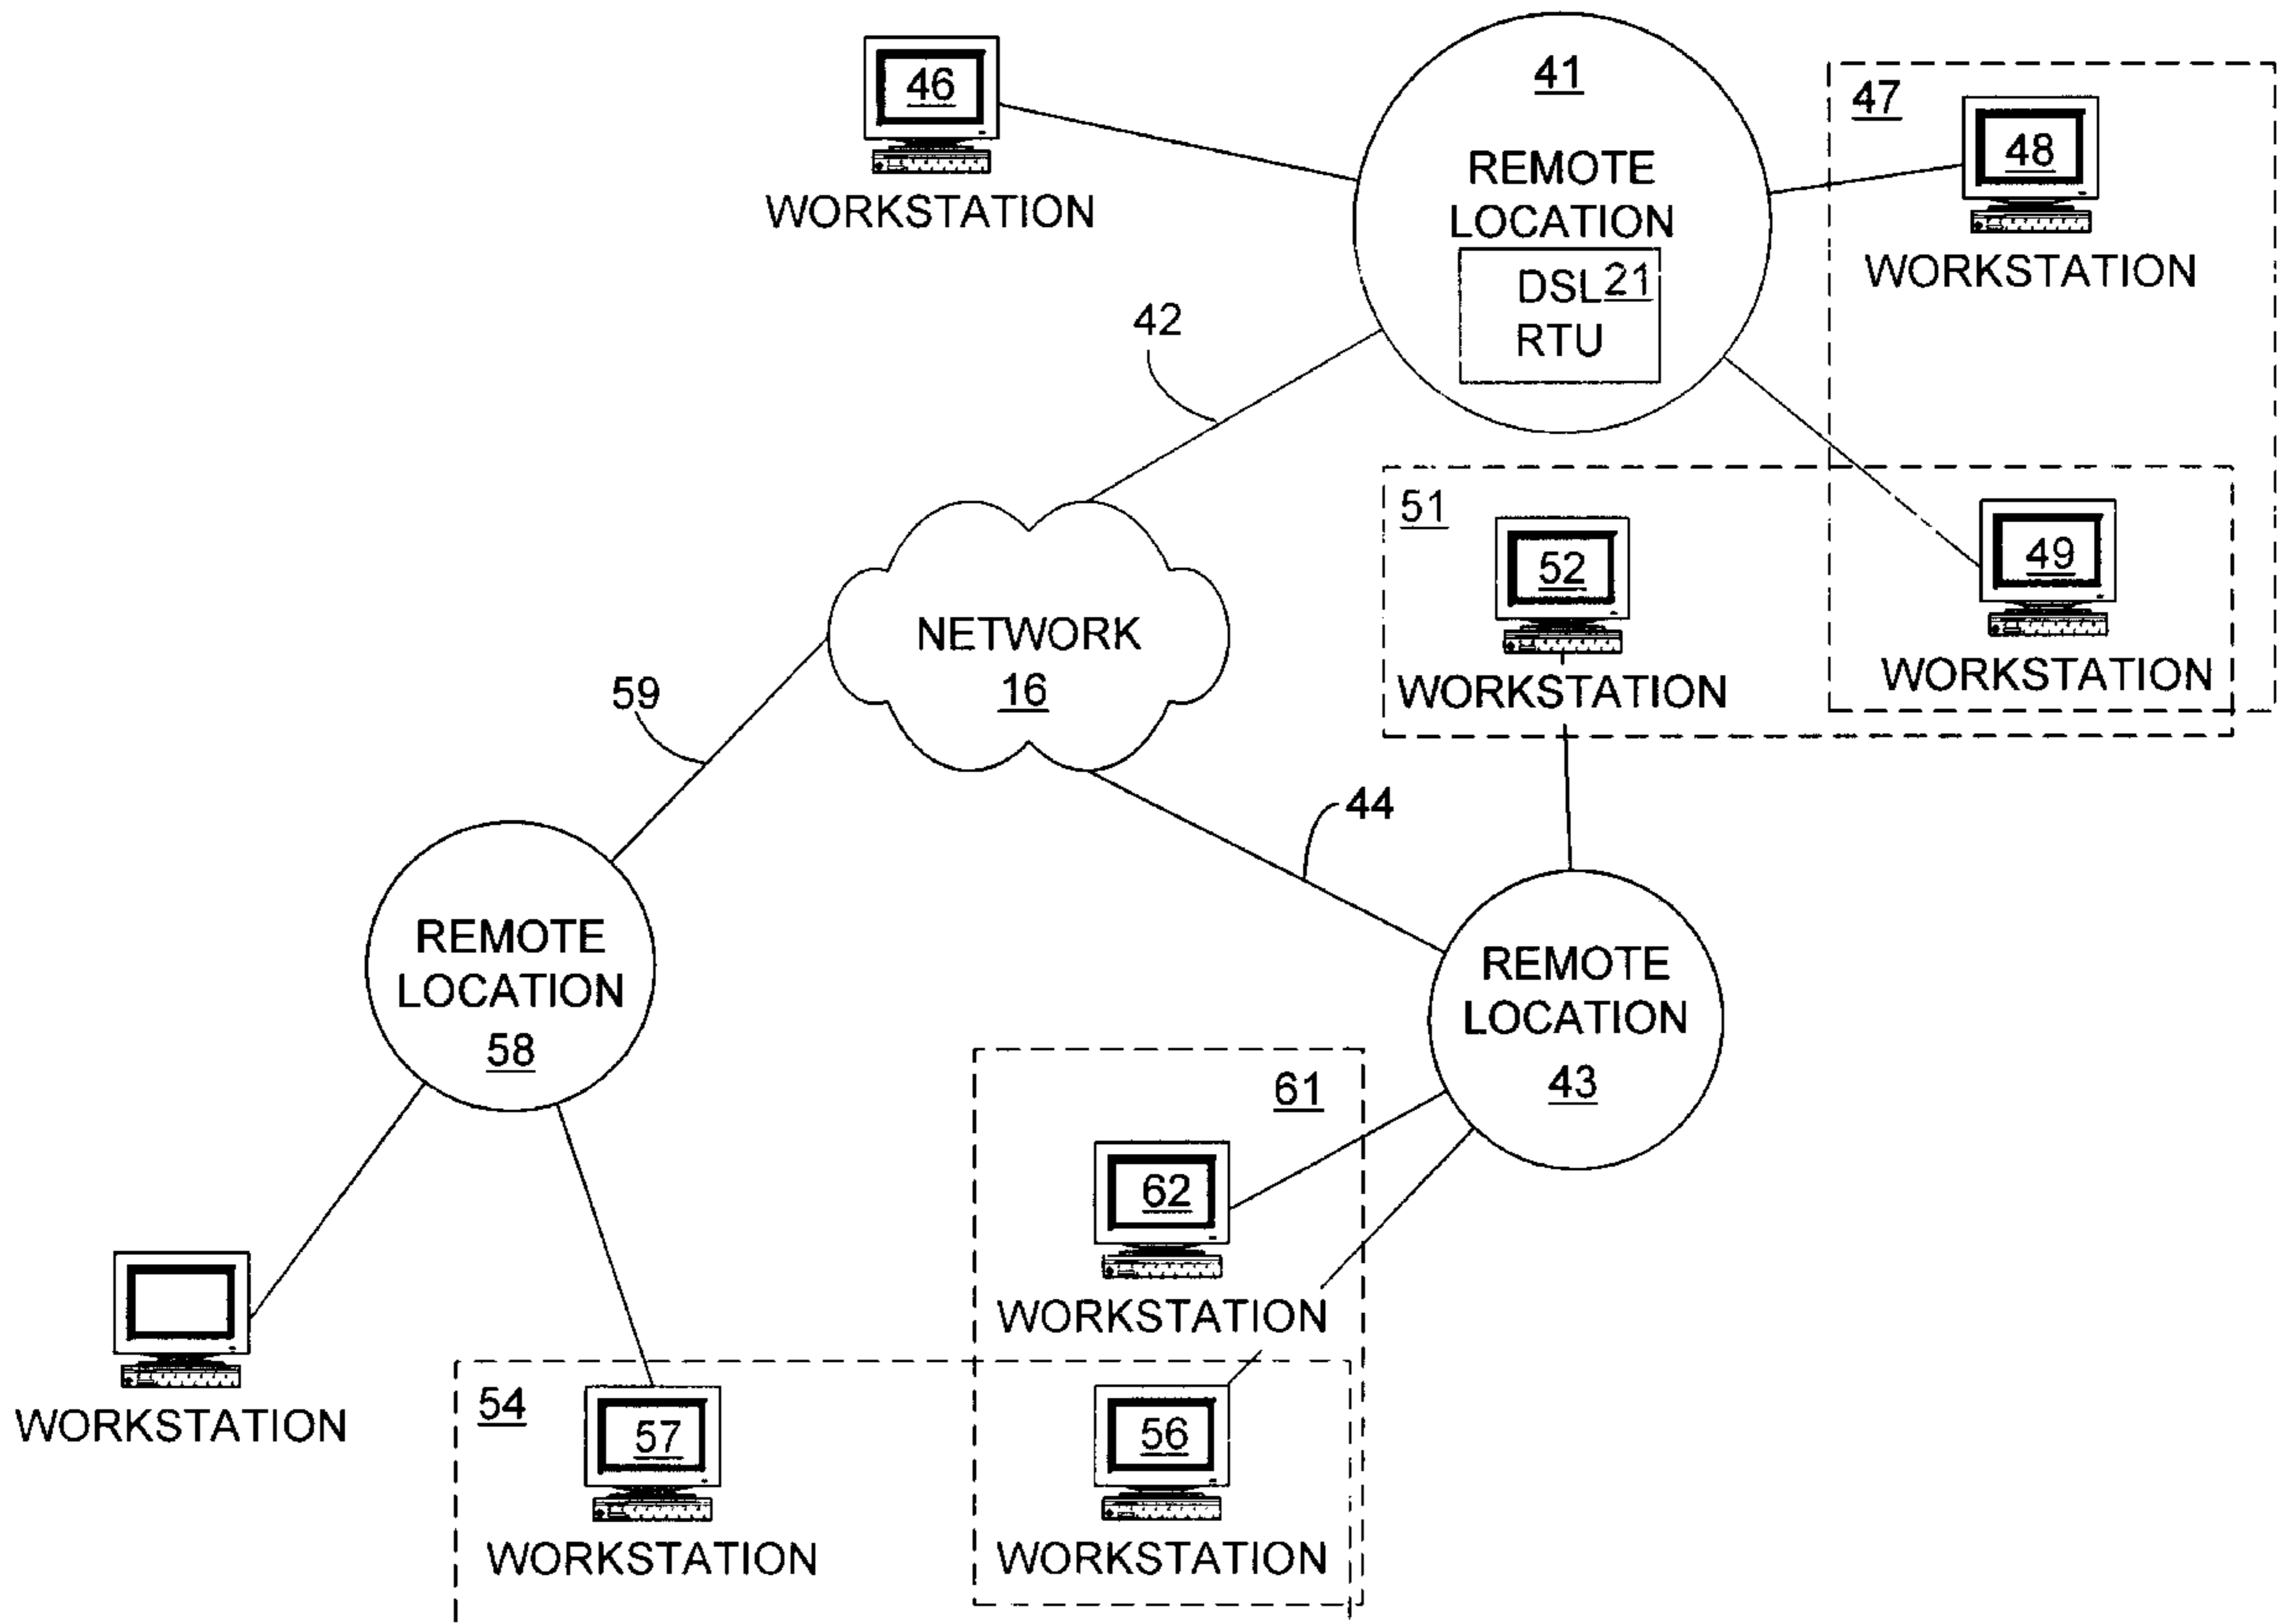 46
WORKSTATION
41
REMOTE
LOCATION
DSL 21
RTU
47
48
WORKSTATION
42
51
52
WORKSTATION
49
WORKSTATION
NETWORK
16
59
44
REMOTE
LOCATION
58
REMOTE
LOCATION
43
61
62
WORKSTATION
WORKSTATION
54
57
WORKSTATION
56
WORKSTATION